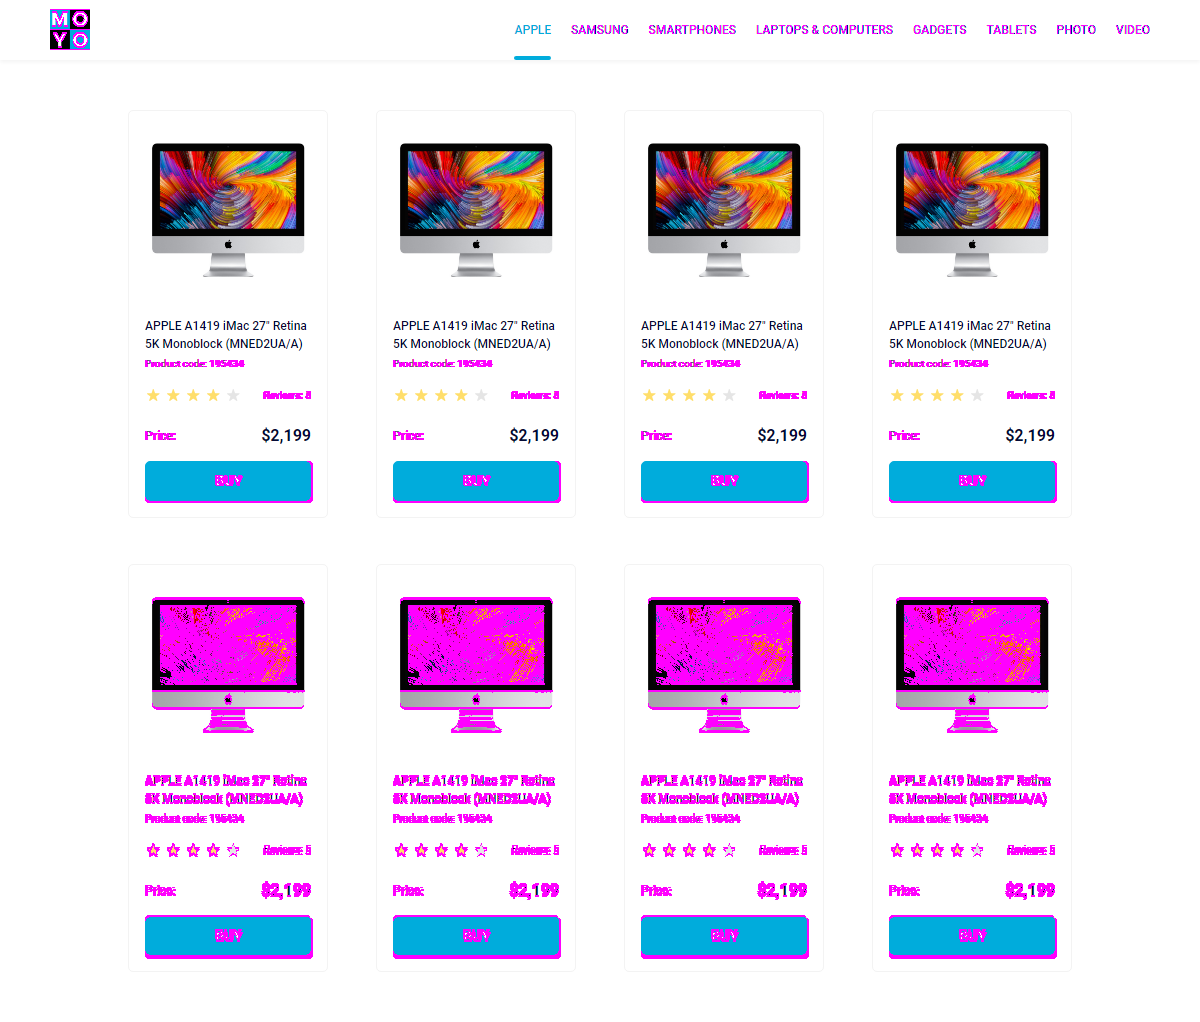 MO
YO
APPLE SAMSUNG SMARTPHONES LAPTOPS & COMPUTERS GADGETS TABLETS PHOTO VIDEO
APPLE A1419 iMac 27" Retina APPLE A1419 iMac 27" Retina APPLE A1419 iMac 27" Retina APPLE A1419 iMac 27" Retina
5K Monoblock (MNED2UA/A) 5K Monoblock (MNED2UA/A) 5K Monoblock (MNED2UA/A) 5K Monoblock (MNED2UA/A)
Product code: 195434 Product code: 195434 Product code: 195434 Product code: 195434
Reviews: 5 Reviews: 5 Reviews: 5 Reviews: 5
Price: $2,199 Price: $2,199 Price: $2,199 Price: $2,199
BUY BUY BUY BUY
APPLE A1419 iMac 27" Retina APPLE A1419 iMac 27" Retina APPLE A1419 iMac 27" Retina APPLE A1419 iMac 27" Retina
5K Monoblock (MNED2UA/A) 5K Monoblock (MNED2UA/A) 5K Monoblock (MNED2UA/A) 5K Monoblock (MNED2UA/A)
Product code: 195434 Product code: 195434 Product code: 195434 Product code: 195434
Reviews: 5 Reviews: 5 Reviews: 5 Reviews: 5
Price: $2,199 Price: $2,199 Price: $2,199 Price: $2,199
BUY BUY BUY BUY